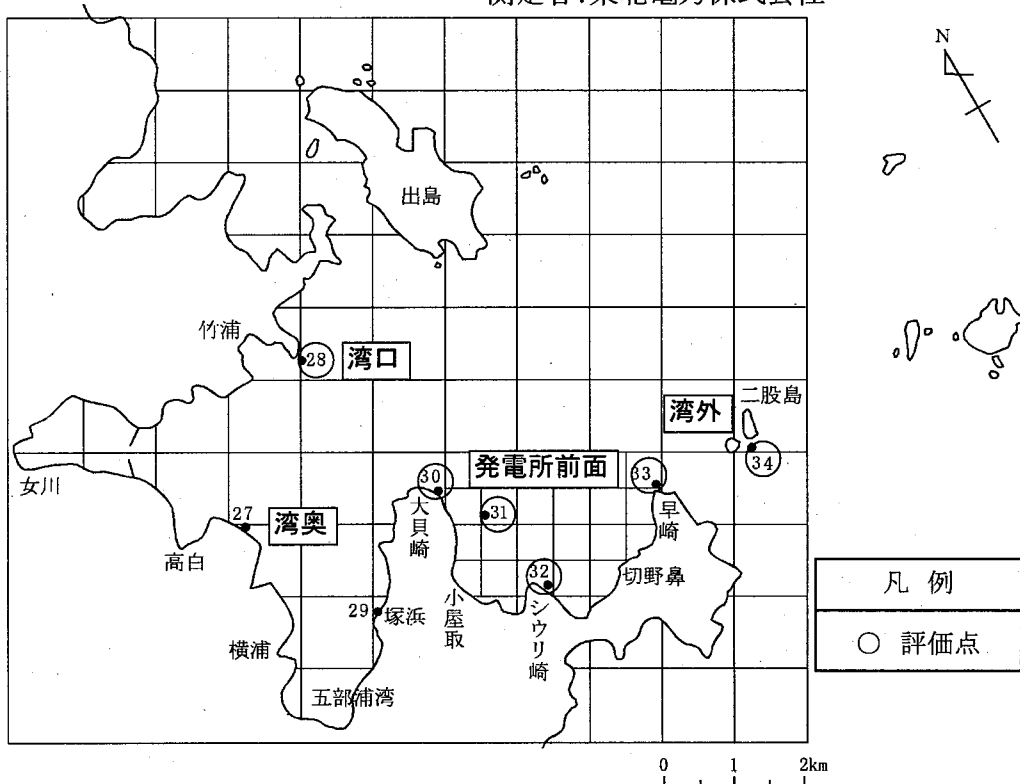 測定者:東北電力株式会社
N
出島
竹浦
28 湾口
二股島
湾外
34
女川
発電所前面
30
33
31
大貝崎
早崎
27 湾奥
高白
32
切野鼻
29 塚浜
小屋取
シウリ崎
横浦
五部浦湾
凡例
○ 評価点
0 1 2km